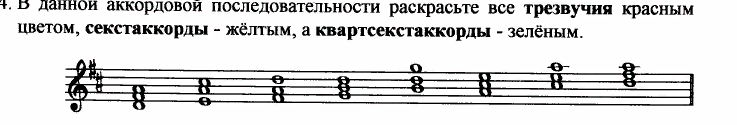 4. В данной аккордовой последовательности раскрасьте все трезвучия красным
цветом, секстаккорды - жёлтым, а квартсекстаккорды - зелёным.